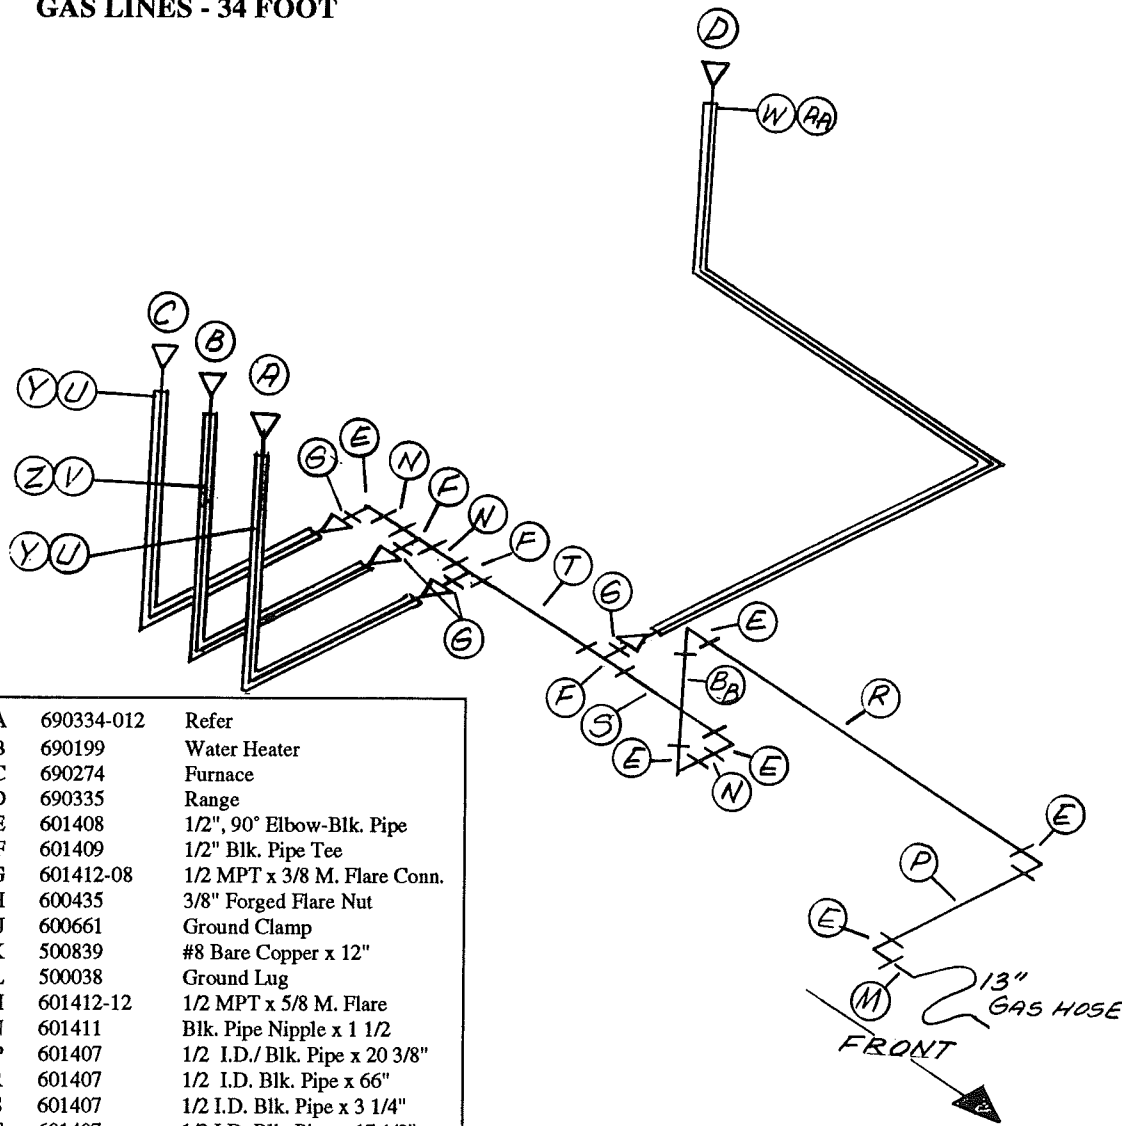 GAS LINES - 34 FOOT
D
W AA
C
B
A
Y U
Z V
Y U
G
E
N
F
N
F
T
G
G
E
BB
R
F
S
E
N
E
E
P
E
M
13"
GAS HOSE
FRONT
A 690334-012 Refer
B 690199 Water Heater
C 690274 Furnace
D 690335 Range
E 601408 1/2", 90° Elbow-Blk. Pipe
F 601409 1/2" Blk. Pipe Tee
G 601412-08 1/2 MPT x 3/8 M. Flare Conn.
H 600435 3/8" Forged Flare Nut
J 600661 Ground Clamp
K 500839 #8 Bare Copper x 12"
L 500038 Ground Lug
M 601412-12 1/2 MPT x 5/8 M. Flare
N 601411 Blk. Pipe Nipple x 1 1/2
P 601407 1/2 I.D./ Blk. Pipe x 20 3/8"
R 601407 1/2 I.D. Blk. Pipe x 66"
S 601407 1/2 I.D. Blk. Pipe x 3 1/4"